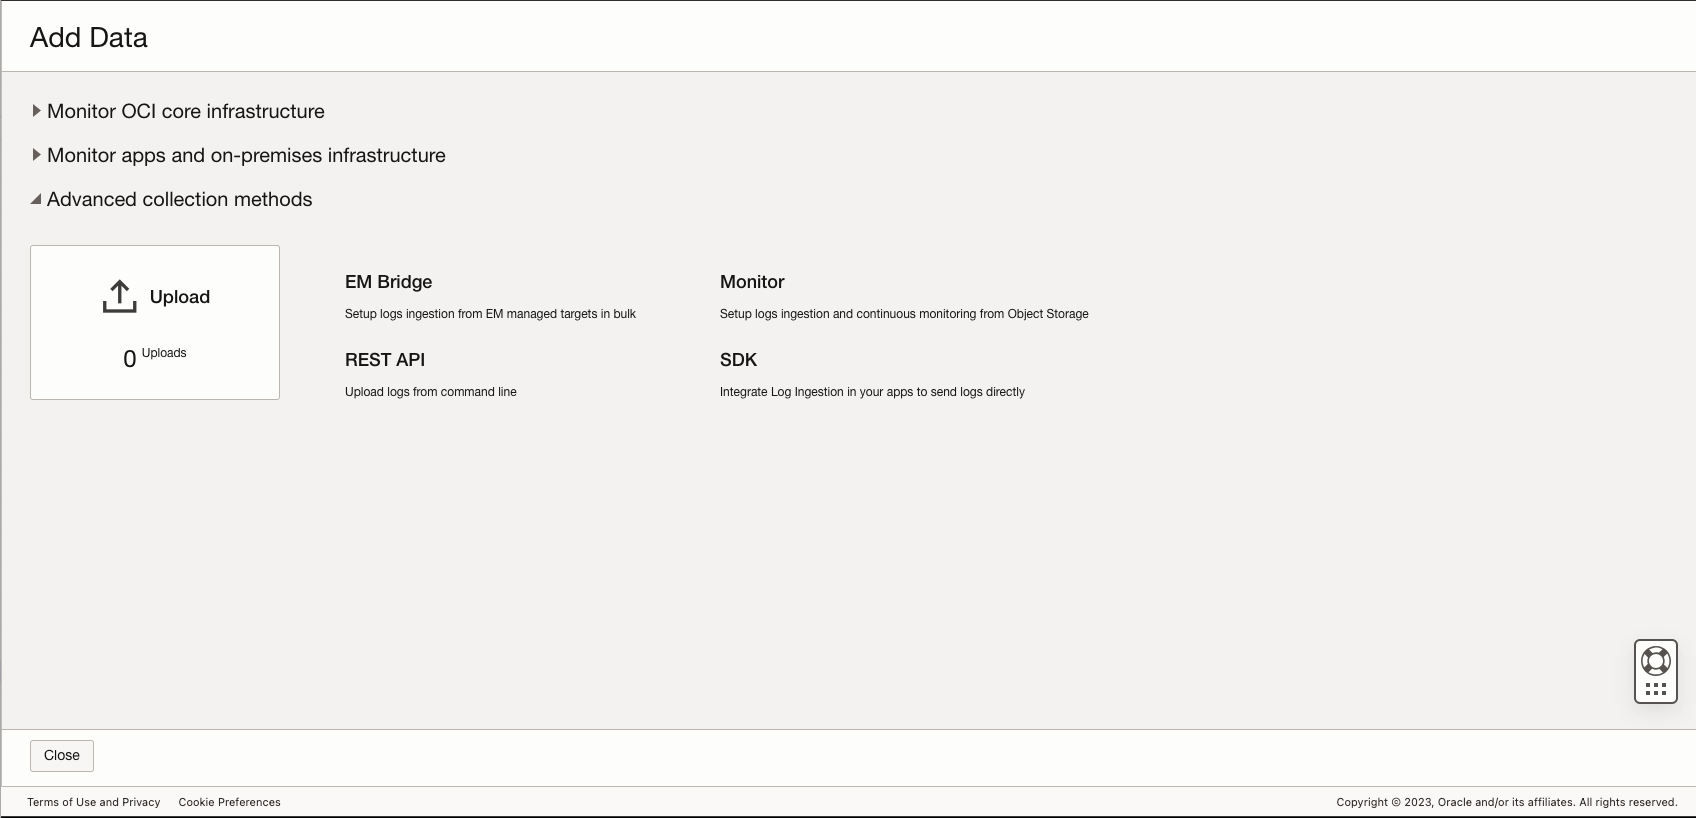 Add Data
Monitor OCI core infrastructure
Monitor apps and on-premises infrastructure
Advanced collection methods
Upload
0 Uploads
EM Bridge
Setup logs ingestion from EM managed targets in bulk
Monitor
Setup logs ingestion and continuous monitoring from Object Storage
REST API
Upload logs from command line
SDK
Integrate Log Ingestion in your apps to send logs directly
Close
Terms of Use and Privacy Cookie Preferences
Copyright © 2023, Oracle and/or its affiliates. All rights reserved.